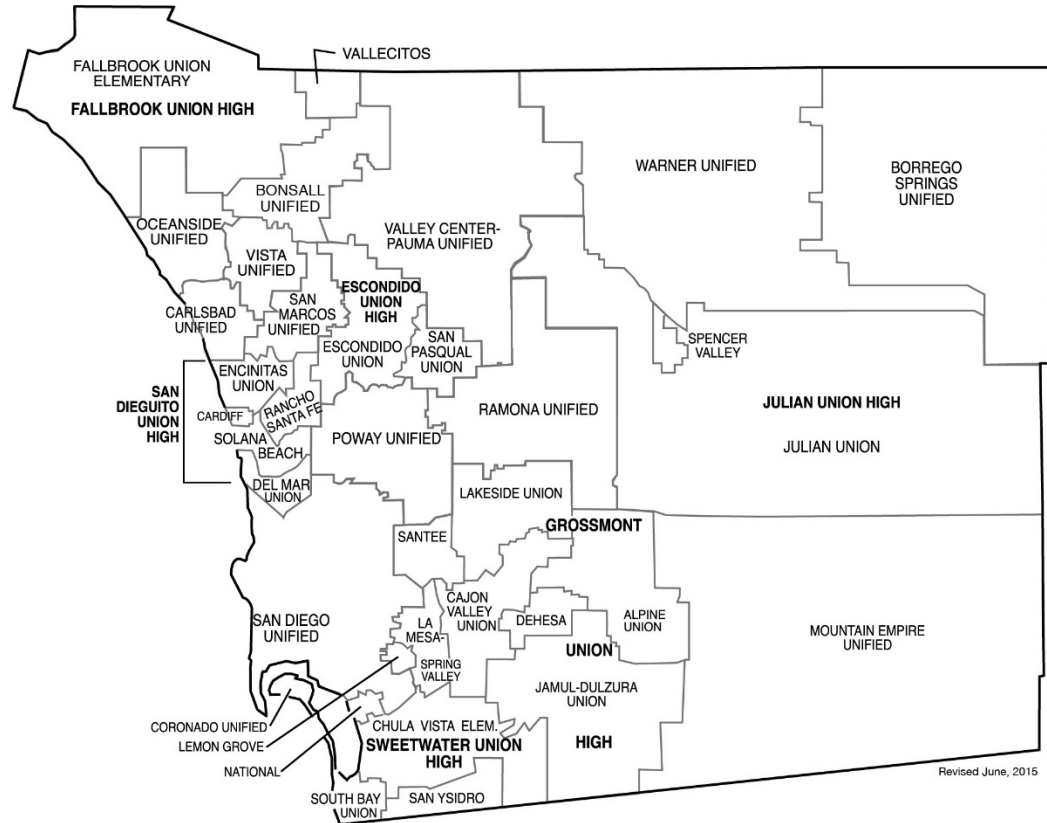 VALLECITOS
FALLBROOK UNION
ELEMENTARY
FALLBROOK UNION HIGH
WARNER UNIFIED
BORREGO
SPRINGS
UNIFIED
BONSALL
UNIFIED
OCEANSIDE
UNIFIED
VALLEY CENTER-
PAUMA UNIFIED
VISTA
UNIFIED
ESCONDIDO
UNION
HIGH
SAN
MARCOS
UNIFIED
CARLSBAD
UNIFIED
ESCONDIDO
UNION
SAN
PASQUAL
UNION
SPENCER
VALLEY
ENCINITAS
UNION
SAN
DIEGUITO
UNION
HIGH
CARDIFF
RANCHO
SANTA FE
RAMONA UNIFIED
JULIAN UNION HIGH
SOLANA
BEACH
POWAY UNIFIED
JULIAN UNION
DEL MAR
UNION
LAKESIDE UNION
GROSSMONT
SANTEE
CAJON
VALLEY
UNION
DEHESA
ALPINE
UNION
SAN DIEGO
UNIFIED
LA
MESA-
SPRING
VALLEY
UNION
MOUNTAIN EMPIRE
UNIFIED
JAMUL-DULZURA
UNION
CORONADO UNIFIED
CHULA VISTA ELEM.
LEMON GROVE
SWEETWATER UNION
HIGH
HIGH
NATIONAL
SOUTH BAY
UNION
SAN YSIDRO
Revised June, 2015